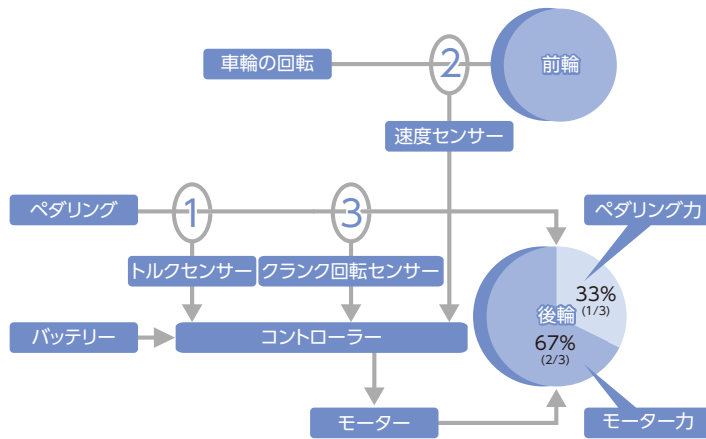 車輪の回転
2
前輪
速度センサー
ペダリング
1
3
ペダリング力
トルクセンサー
クランク回転センサー
33%
(1/3)
後輪
67%
(2/3)
バッテリー
コントローラー
モーター
モーター力